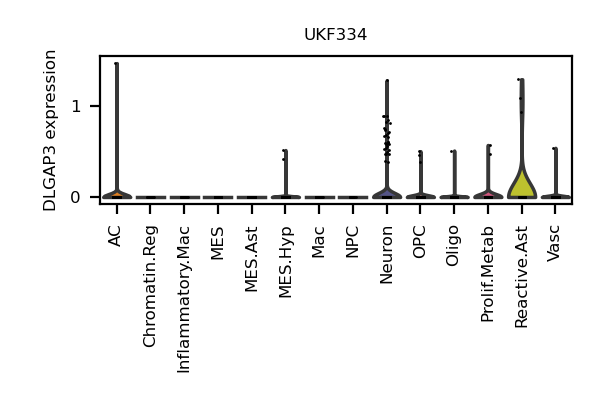 UKF334
DLGAP3 expression
1
0
AC
Chromatin.Reg
Inflammatory.Mac
MES
MES.Ast
MES.Hyp
Mac
NPC
Neuron
OPC
Oligo
Prolif.Metab
Reactive.Ast
Vasc